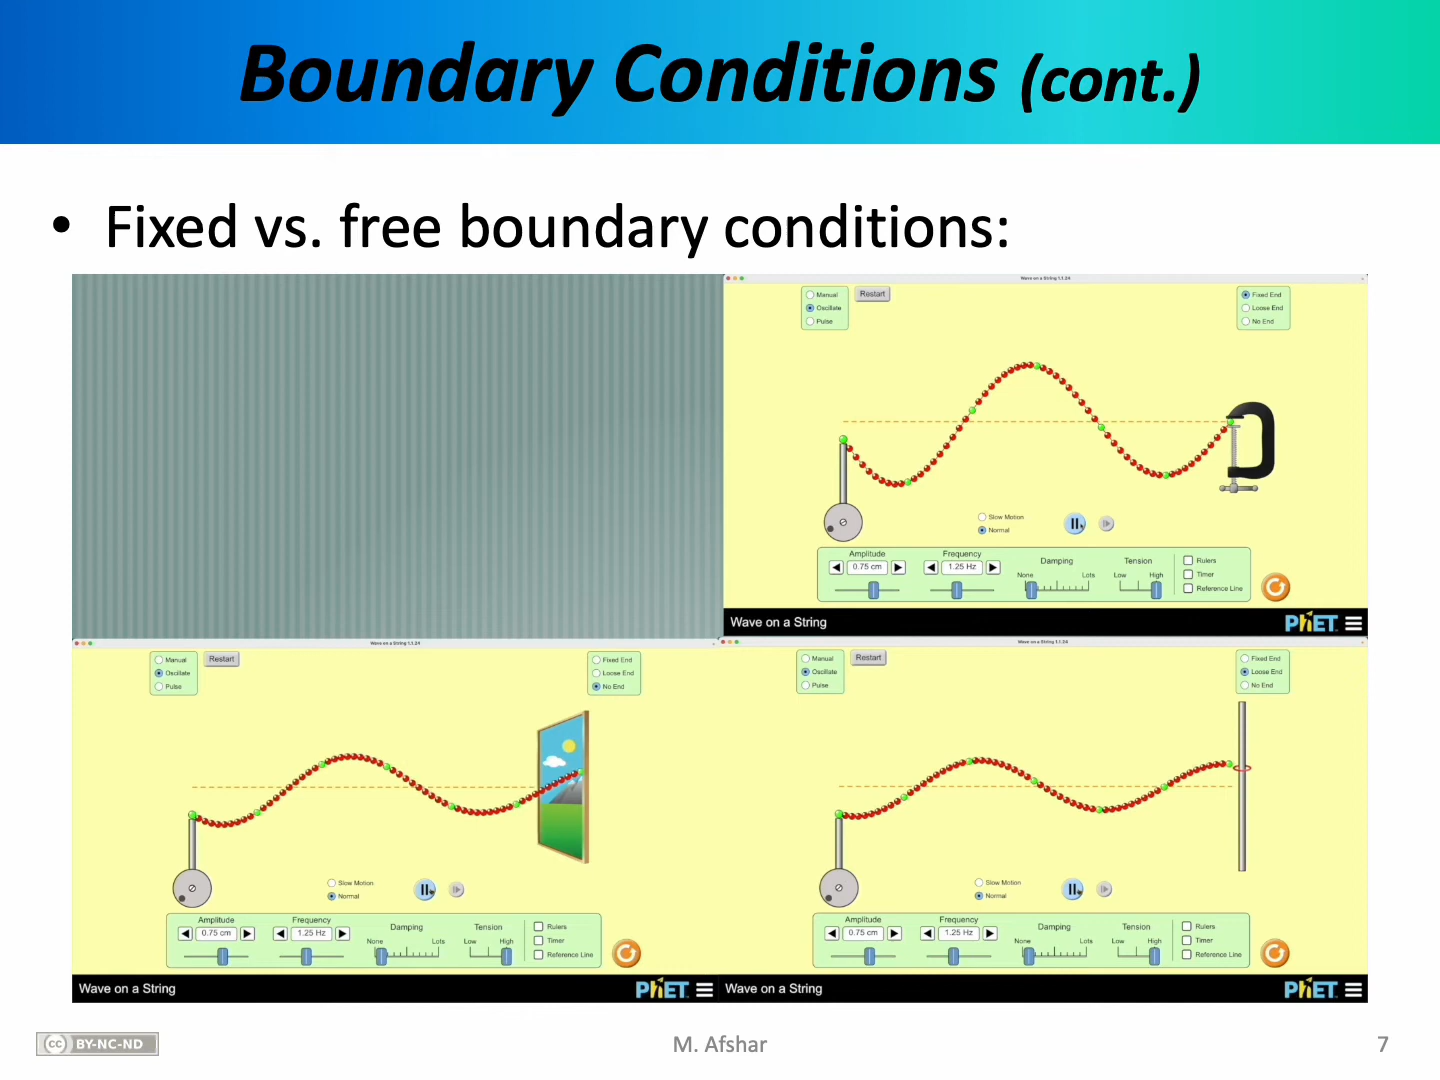 Boundary Conditions (cont.)
• Fixed vs. free boundary conditions:
Wave on a String 1.1.24
Manual
Oscillate
Pulse
Restart
Fixed End
Loose End
No End
Slow Motion
Normal
Amplitude
0.75 cm
Frequency
1.25 Hz
Damping
None Lots
Tension
Low High
Rulers
Timer
Reference Line
Wave on a String
PhET
Wave on a String 1.1.24
Manual
Oscillate
Pulse
Restart
Fixed End
Loose End
No End
Slow Motion
Normal
Amplitude
0.75 cm
Frequency
1.25 Hz
Damping
None Lots
Tension
Low High
Rulers
Timer
Reference Line
Wave on a String
PhET
Wave on a String 1.1.24
Manual
Oscillate
Pulse
Restart
Fixed End
Loose End
No End
Slow Motion
Normal
Amplitude
0.75 cm
Frequency
1.25 Hz
Damping
None Lots
Tension
Low High
Rulers
Timer
Reference Line
Wave on a String
PhET
cc BY-NC-ND
M. Afshar
7